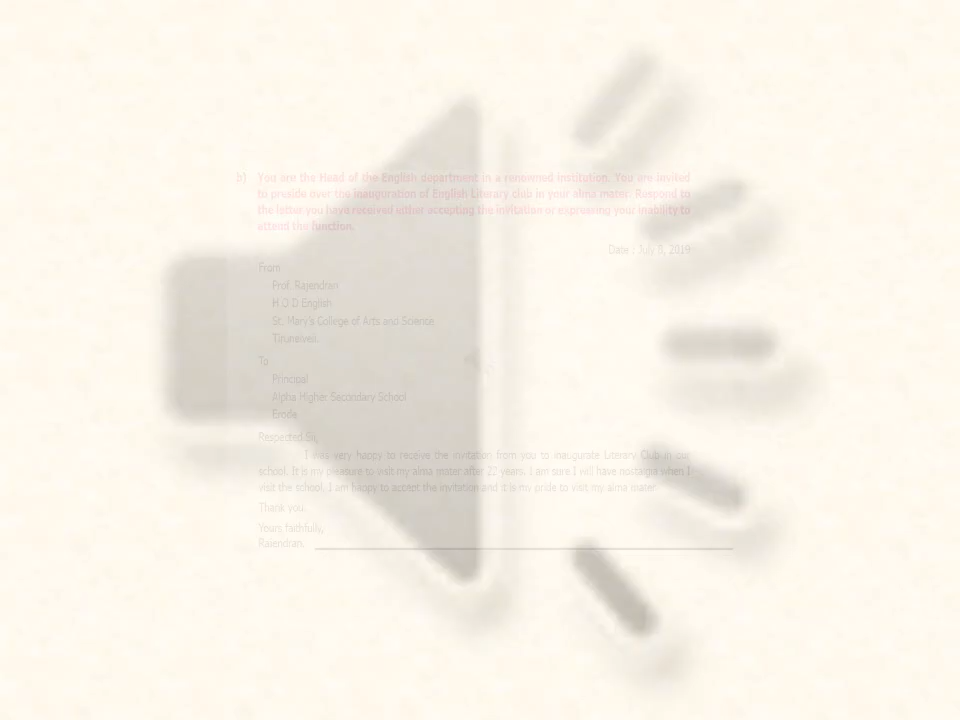 b) You are the Head of the English department in a renowned institution. You are invited
to preside over the inauguration of English Literary club in your alma mater. Respond to
the letter you have received either accepting the invitation or expressing your inability to
attend the function.
Date : July 8, 2019
From
Prof. Rajendran
H.O.D English
St. Mary's College of Arts and Science
Tirunelveli.
To
Principal
Alpha Higher Secondary School
Erode.
Respected Sir,
I was very happy to receive the invitation from you to inaugurate Literary Club in our
school. It is my pleasure to visit my alma mater after 22 years. I am sure I will have nostalgia when I
visit the school. I am happy to accept the invitation and it is my pride to visit my alma mater.
Thank you.
Yours faithfully,
Rajendran.